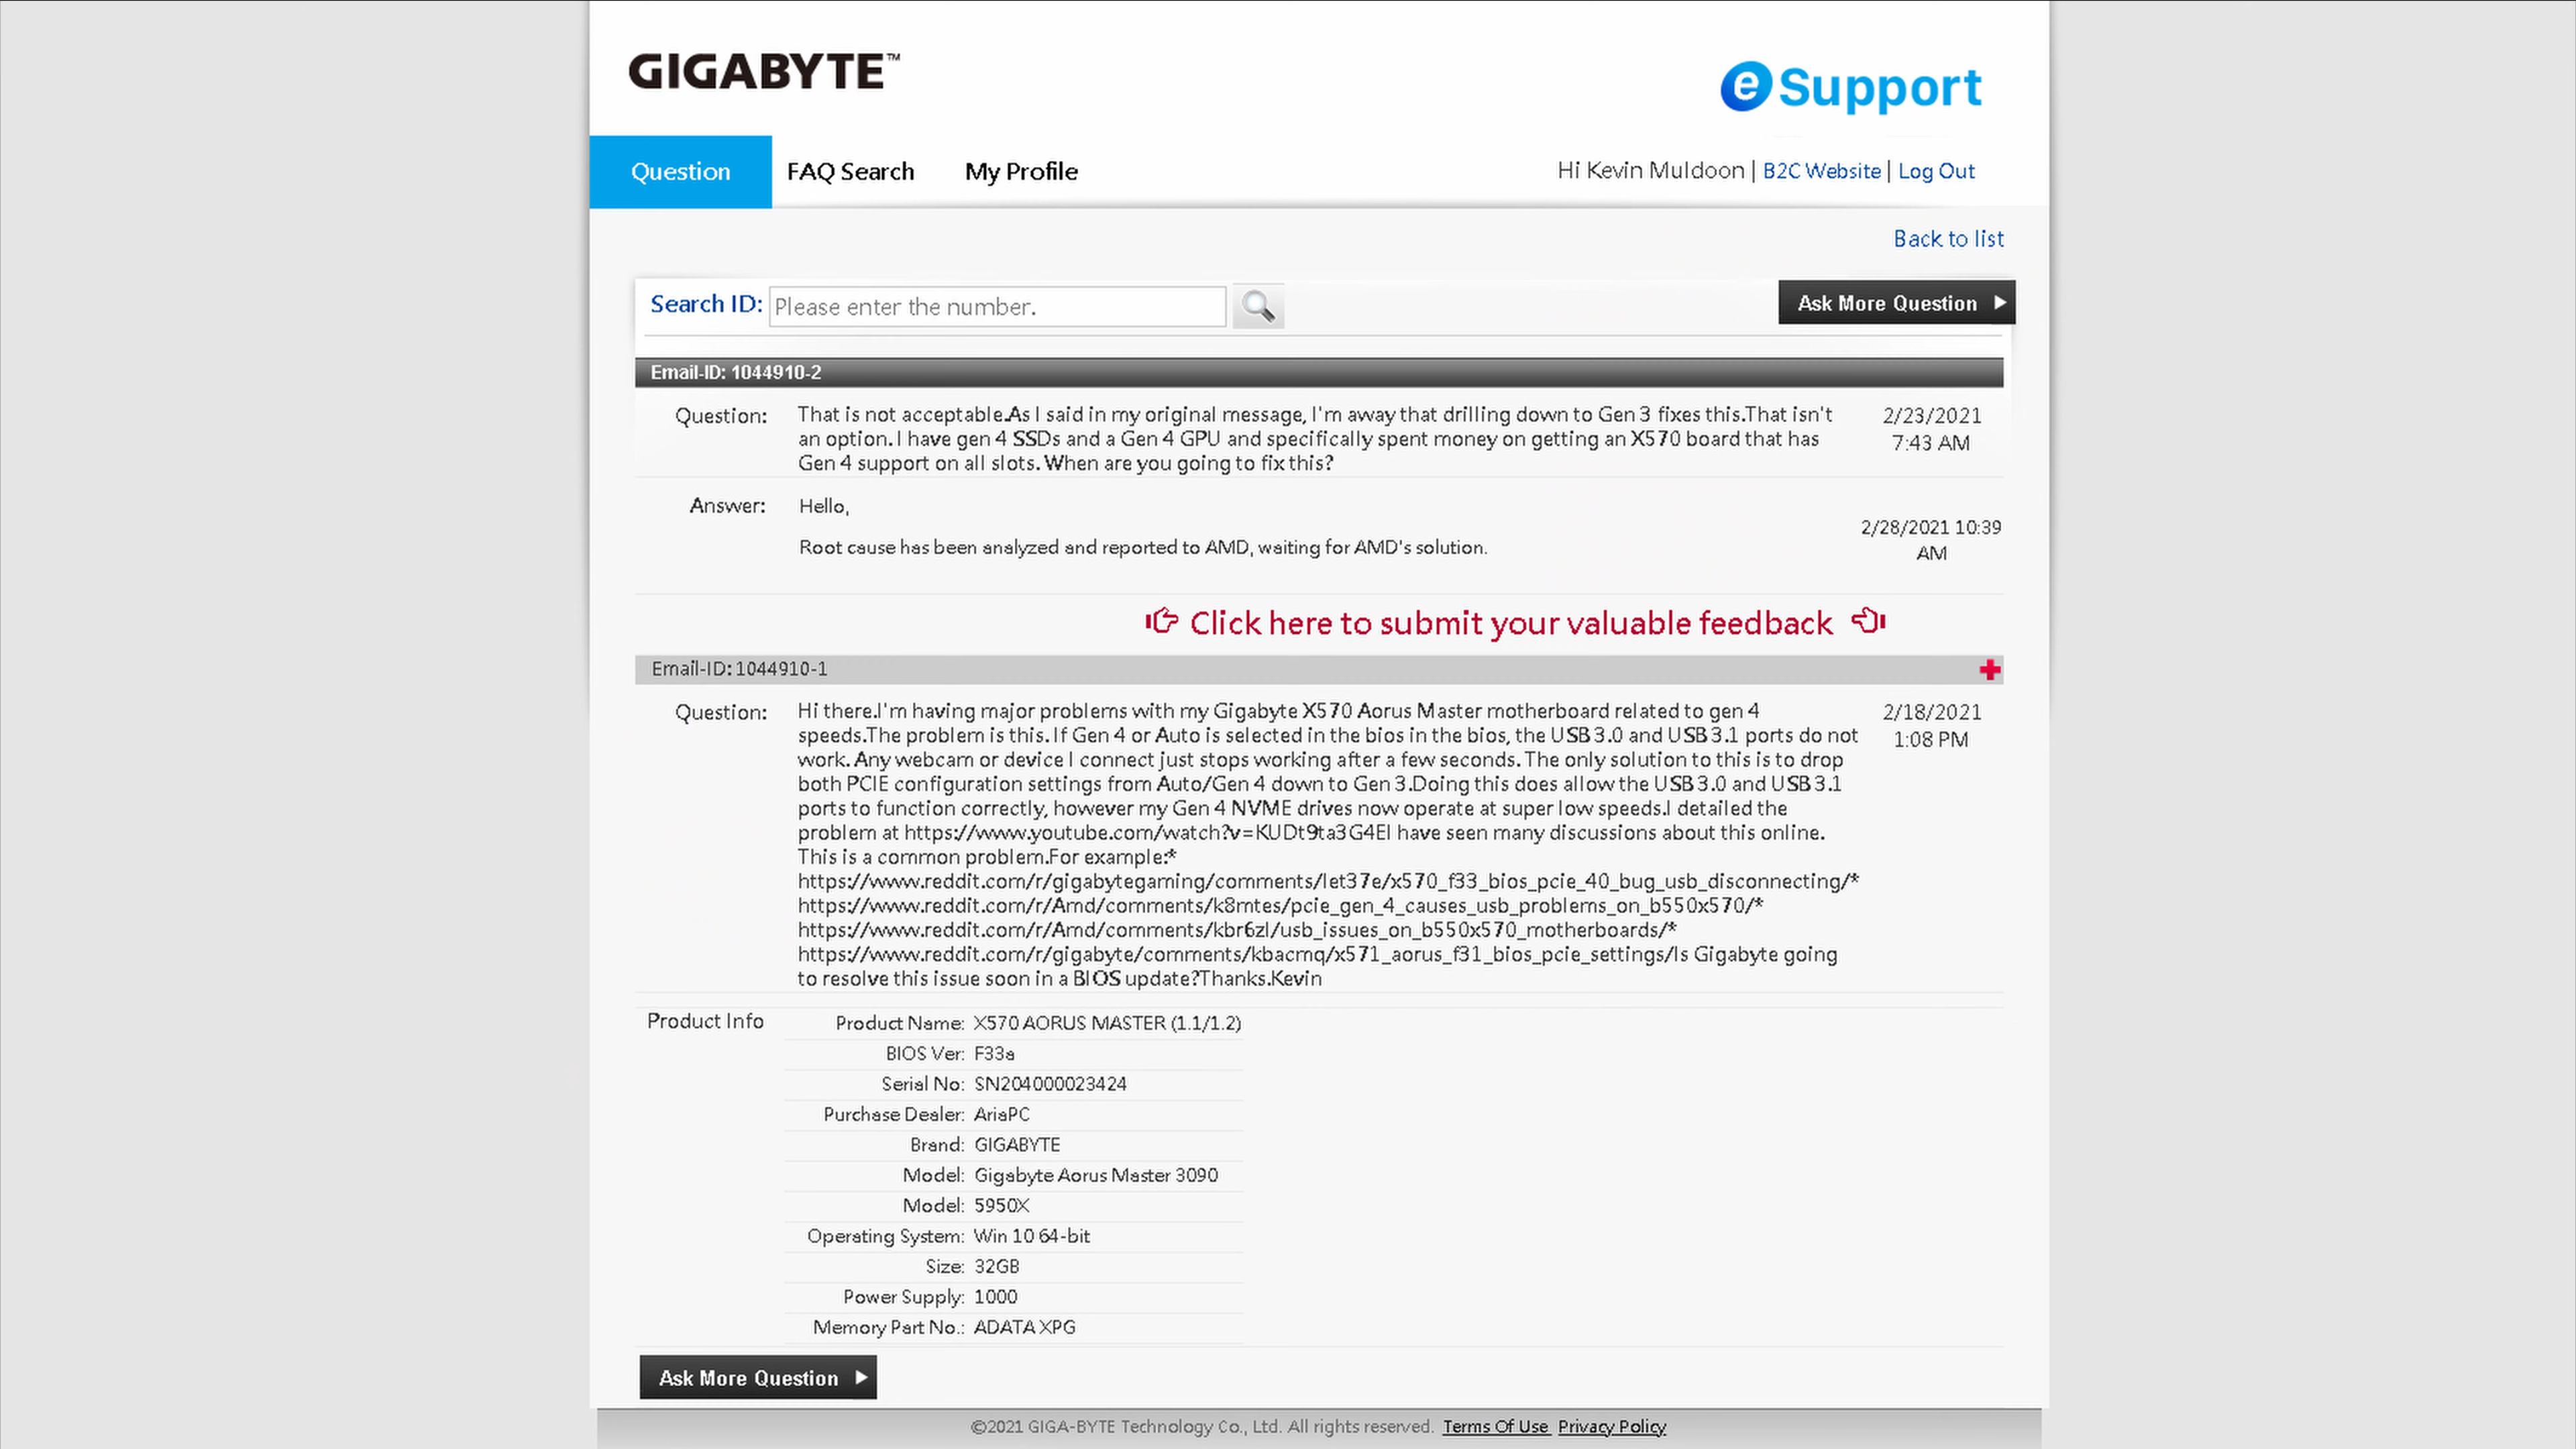 GIGABYTE™
eSupport
Question FAQ Search My Profile Hi Kevin Muldoon | B2C Website | Log Out
Back to list
Search ID: Please enter the number. Ask More Question
Email-ID: 1044910-2
Question: That is not acceptable.As I said in my original message, I'm away that drilling down to Gen 3 fixes this.That isn't 2/23/2021
an option. I have gen 4 SSDs and a Gen 4 GPU and specifically spent money on getting an X570 board that has 7:43 AM
Gen 4 support on all slots. When are you going to fix this?
Answer: Hello,
2/28/2021 10:39
Root cause has been analyzed and reported to AMD, waiting for AMD's solution.
AM
Click here to submit your valuable feedback
Email-ID: 1044910-1
Question: Hi there.I'm having major problems with my Gigabyte X570 Aorus Master motherboard related to gen 4 2/18/2021
speeds.The problem is this. If Gen 4 or Auto is selected in the bios in the bios, the USB 3.0 and USB 3.1 ports do not 1:08 PM
work. Any webcam or device I connect just stops working after a few seconds. The only solution to this is to drop
both PCIE configuration settings from Auto/Gen 4 down to Gen 3.Doing this does allow the USB 3.0 and USB 3.1
ports to function correctly, however my Gen 4 NVME drives now operate at super low speeds.I detailed the
problem at https://www.youtube.com/watch?v=KUDt9ta3G4EI have seen many discussions about this online.
This is a common problem.For example:*
https://www.reddit.com/r/gigabytegaming/comments/let37e/x570_f33_bios_pcie_40_bug_usb_disconnecting/*
https://www.reddit.com/r/Amd/comments/k8mtes/pcie_gen_4_causes_usb_problems_on_b550x570/*
https://www.reddit.com/r/Amd/comments/kbr6zl/usb_issues_on_b550x570_motherboards/*
https://www.reddit.com/r/gigabyte/comments/kbacmq/x571_aorus_f31_bios_pcie_settings/Is Gigabyte going
to resolve this issue soon in a BIOS update?Thanks.Kevin
Product Info Product Name: X570 AORUS MASTER (1.1/1.2)
BIOS Ver: F33a
Serial No: SN204000023424
Purchase Dealer: AriaPC
Brand: GIGABYTE
Model: Gigabyte Aorus Master 3090
Model: 5950X
Operating System: Win 10 64-bit
Size: 32GB
Power Supply: 1000
Memory Part No.: ADATA XPG
Ask More Question
©2021 GIGA-BYTE Technology Co., Ltd. All rights reserved. Terms Of Use Privacy Policy